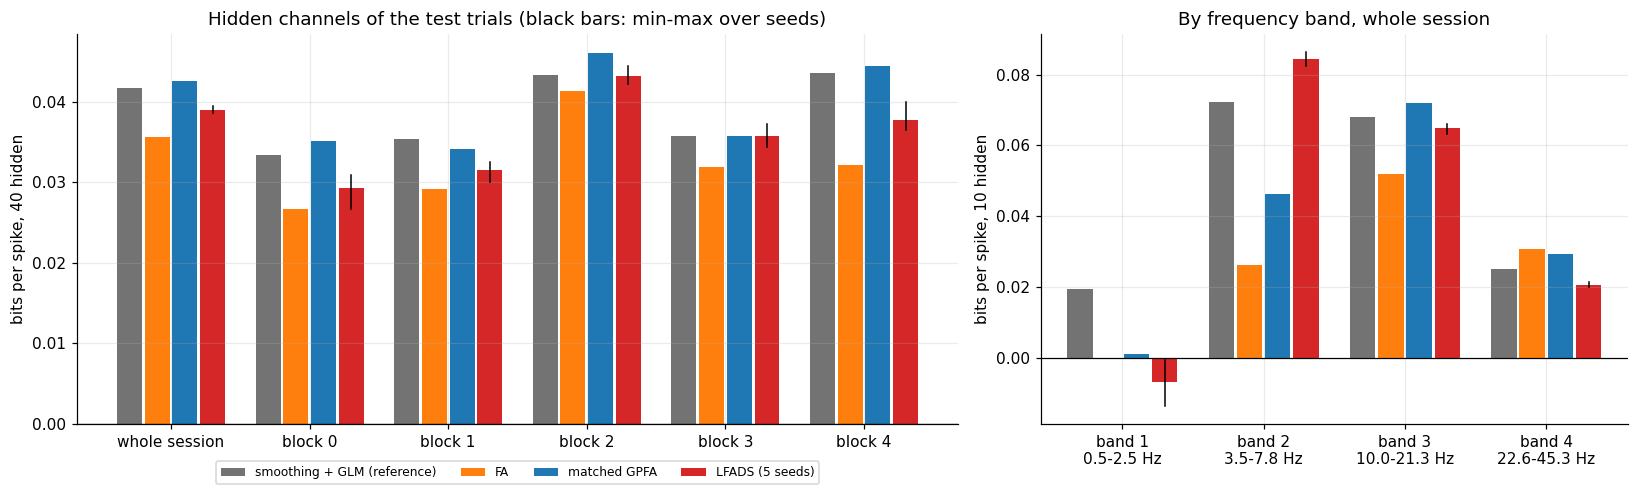 Hidden channels of the test trials (black bars: min-max over seeds)
bits per spike, 40 hidden
0.04
0.03
0.02
0.01
0.00
whole session
block 0
block 1
block 2
block 3
block 4
smoothing + GLM (reference)
FA
matched GPFA
LFADS (5 seeds)
By frequency band, whole session
bits per spike, 10 hidden
0.08
0.06
0.04
0.02
0.00
band 1
0.5-2.5 Hz
band 2
3.5-7.8 Hz
band 3
10.0-21.3 Hz
band 4
22.6-45.3 Hz